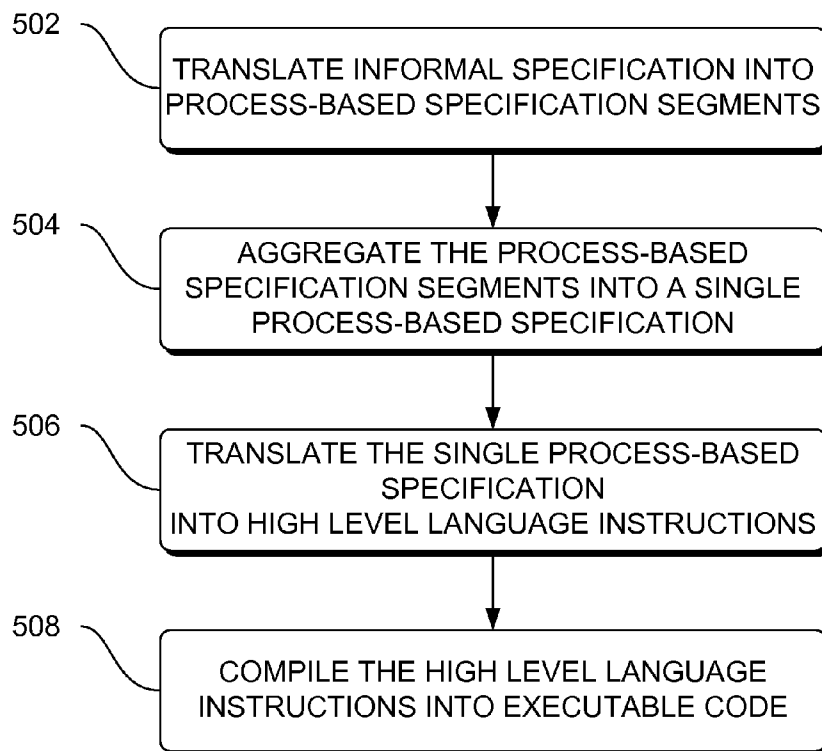 502
TRANSLATE INFORMAL SPECIFICATION INTO
PROCESS-BASED SPECIFICATION SEGMENTS
504
AGGREGATE THE PROCESS-BASED
SPECIFICATION SEGMENTS INTO A SINGLE
PROCESS-BASED SPECIFICATION
506
TRANSLATE THE SINGLE PROCESS-BASED
SPECIFICATION
INTO HIGH LEVEL LANGUAGE INSTRUCTIONS
508
COMPILE THE HIGH LEVEL LANGUAGE
INSTRUCTIONS INTO EXECUTABLE CODE